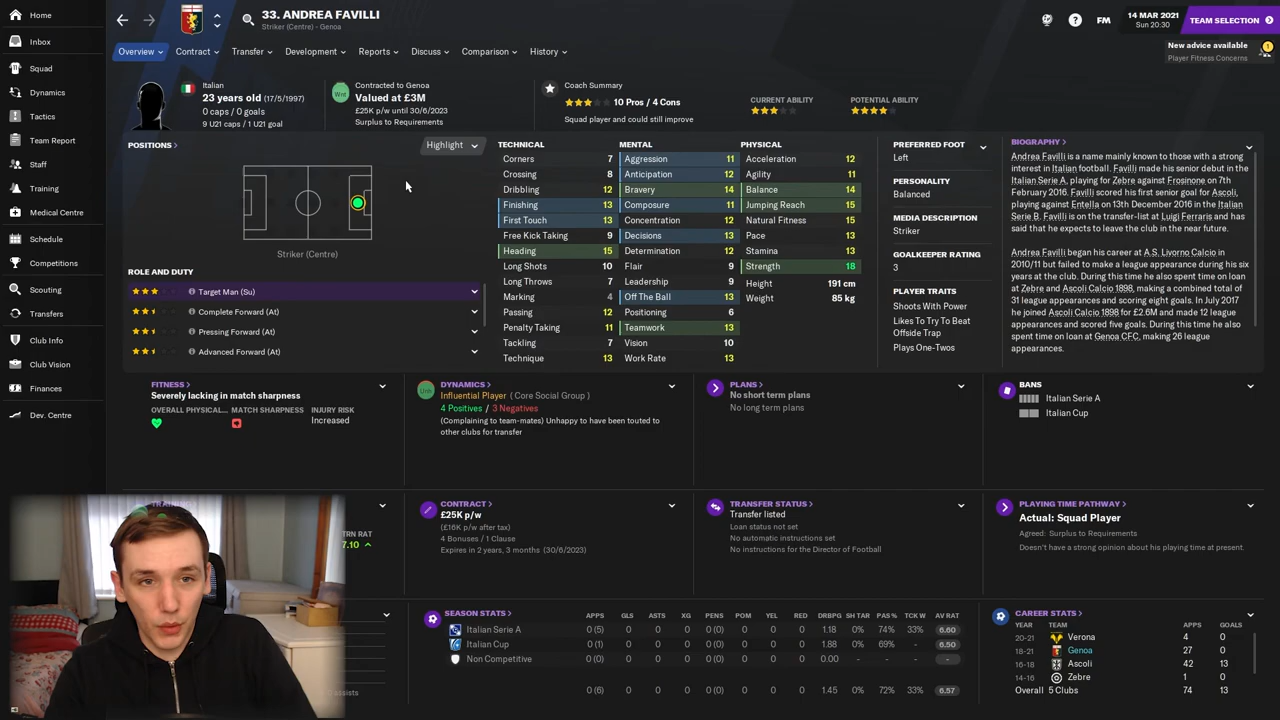 33. ANDREA FAVILLI
Striker (Centre) - Genoa
FM
14 MAR 2021
Sun 20:30
TEAM SELECTION >
New advice available
Player Fitness Concerns
Home
Inbox
Squad
Dynamics
Tactics
Team Report
Staff
Training
Medical Centre
Schedule
Competitions
Scouting
Transfers
Club Info
Club Vision
Finances
Dev. Centre
Overview
Contract
Transfer
Development
Reports
Discuss
Comparison
History
Italian
23 years old (17/5/1997)
0 caps / 0 goals
9 U21 caps / 1 U21 goal
Wnt
Contracted to Genoa
Valued at £3M
£25K p/w until 30/6/2023
Surplus to Requirements
Coach Summary
10 Pros / 4 Cons
Squad player and could still improve
CURRENT ABILITY
POTENTIAL ABILITY
POSITIONS >
Highlight
Striker (Centre)
ROLE AND DUTY
Target Man (Su)
Complete Forward (At)
Pressing Forward (At)
Advanced Forward (At)
TECHNICAL
Corners 7
Crossing 8
Dribbling 12
Finishing 13
First Touch 13
Free Kick Taking 9
Heading 15
Long Shots 10
Long Throws 7
Marking 4
Passing 12
Penalty Taking 11
Tackling 7
Technique 13
MENTAL
Aggression 11
Anticipation 12
Bravery 14
Composure 11
Concentration 12
Decisions 13
Determination 12
Flair 9
Leadership 9
Off The Ball 13
Positioning 6
Teamwork 13
Vision 10
Work Rate 13
PHYSICAL
Acceleration 12
Agility 11
Balance 14
Jumping Reach 15
Natural Fitness 15
Pace 13
Stamina 13
Strength 18
Height 191 cm
Weight 85 kg
PREFERRED FOOT
Left
PERSONALITY
Balanced
MEDIA DESCRIPTION
Striker
GOALKEEPER RATING
3
PLAYER TRAITS
Shoots With Power
Likes To Try To Beat
Offside Trap
Plays One-Twos
BIOGRAPHY >
Andrea Favilli is a name mainly known to those with a strong
interest in Italian football. Favilli made his senior debut in the
Italian Serie A, playing for Zebre against Frosinone on 7th
February 2016. Favilli scored his first senior goal for Ascoli,
playing against Entella on 13th December 2016 in the Italian
Serie B. Favilli is on the transfer-list at Luigi Ferraris and has
said that he expects to leave the club in the near future.
Andrea Favilli began his career at A.S. Livorno Calcio in
2010/11 but failed to make a league appearance during his six
years at the club. During this time he also spent time on loan
at Zebre and Ascoli Calcio 1898, making a combined total of
31 league appearances and scoring eight goals. In July 2017
he joined Ascoli Calcio 1898 for £2.6M and made 12 league
appearances and scored five goals. During this time he also
spent time on loan at Genoa CFC, making 26 league
appearances.
FITNESS >
Severely lacking in match sharpness
OVERALL PHYSICAL... MATCH SHARPNESS INJURY RISK
Increased
DYNAMICS >
Unh
Influential Player ( Core Social Group )
4 Positives / 3 Negatives
(Complaining to team-mates) Unhappy to have been touted to
other clubs for transfer
PLANS >
No short term plans
No long term plans
BANS
Italian Serie A
Italian Cup
TRN RAT
7.10
CONTRACT >
£25K p/w
(£16K p/w after tax)
4 Bonuses / 1 Clause
Expires in 2 years, 3 months (30/6/2023)
TRANSFER STATUS >
Transfer listed
Loan status not set
No automatic instructions set
No instructions for the Director of Football
PLAYING TIME PATHWAY >
Actual: Squad Player
Agreed: Surplus to Requirements
Doesn't have a strong opinion about his playing time at present.
assists
SEASON STATS > APPS GLS ASTS XG PENS POM YEL RED DRBPG SH TAR PAS% TCK W AV RAT
Italian Serie A 0 (5) 0 0 0 0 (0) 0 0 0 1.18 0% 74% 33% 6.60
Italian Cup 0 (1) 0 0 0 0 (0) 0 0 0 1.88 0% 69% - 6.50
Non Competitive 0 (0) 0 0 0 0 (0) 0 0 0 0.00 - - - -
0 (6) 0 0 0 0 (0) 0 0 0 1.45 0% 72% 33% 6.57
CAREER STATS >
YEAR TEAM APPS GOALS
20-21 Verona 4 0
18-21 Genoa 27 0
16-18 Ascoli 42 13
14-16 Zebre 1 0
Overall 5 Clubs 74 13